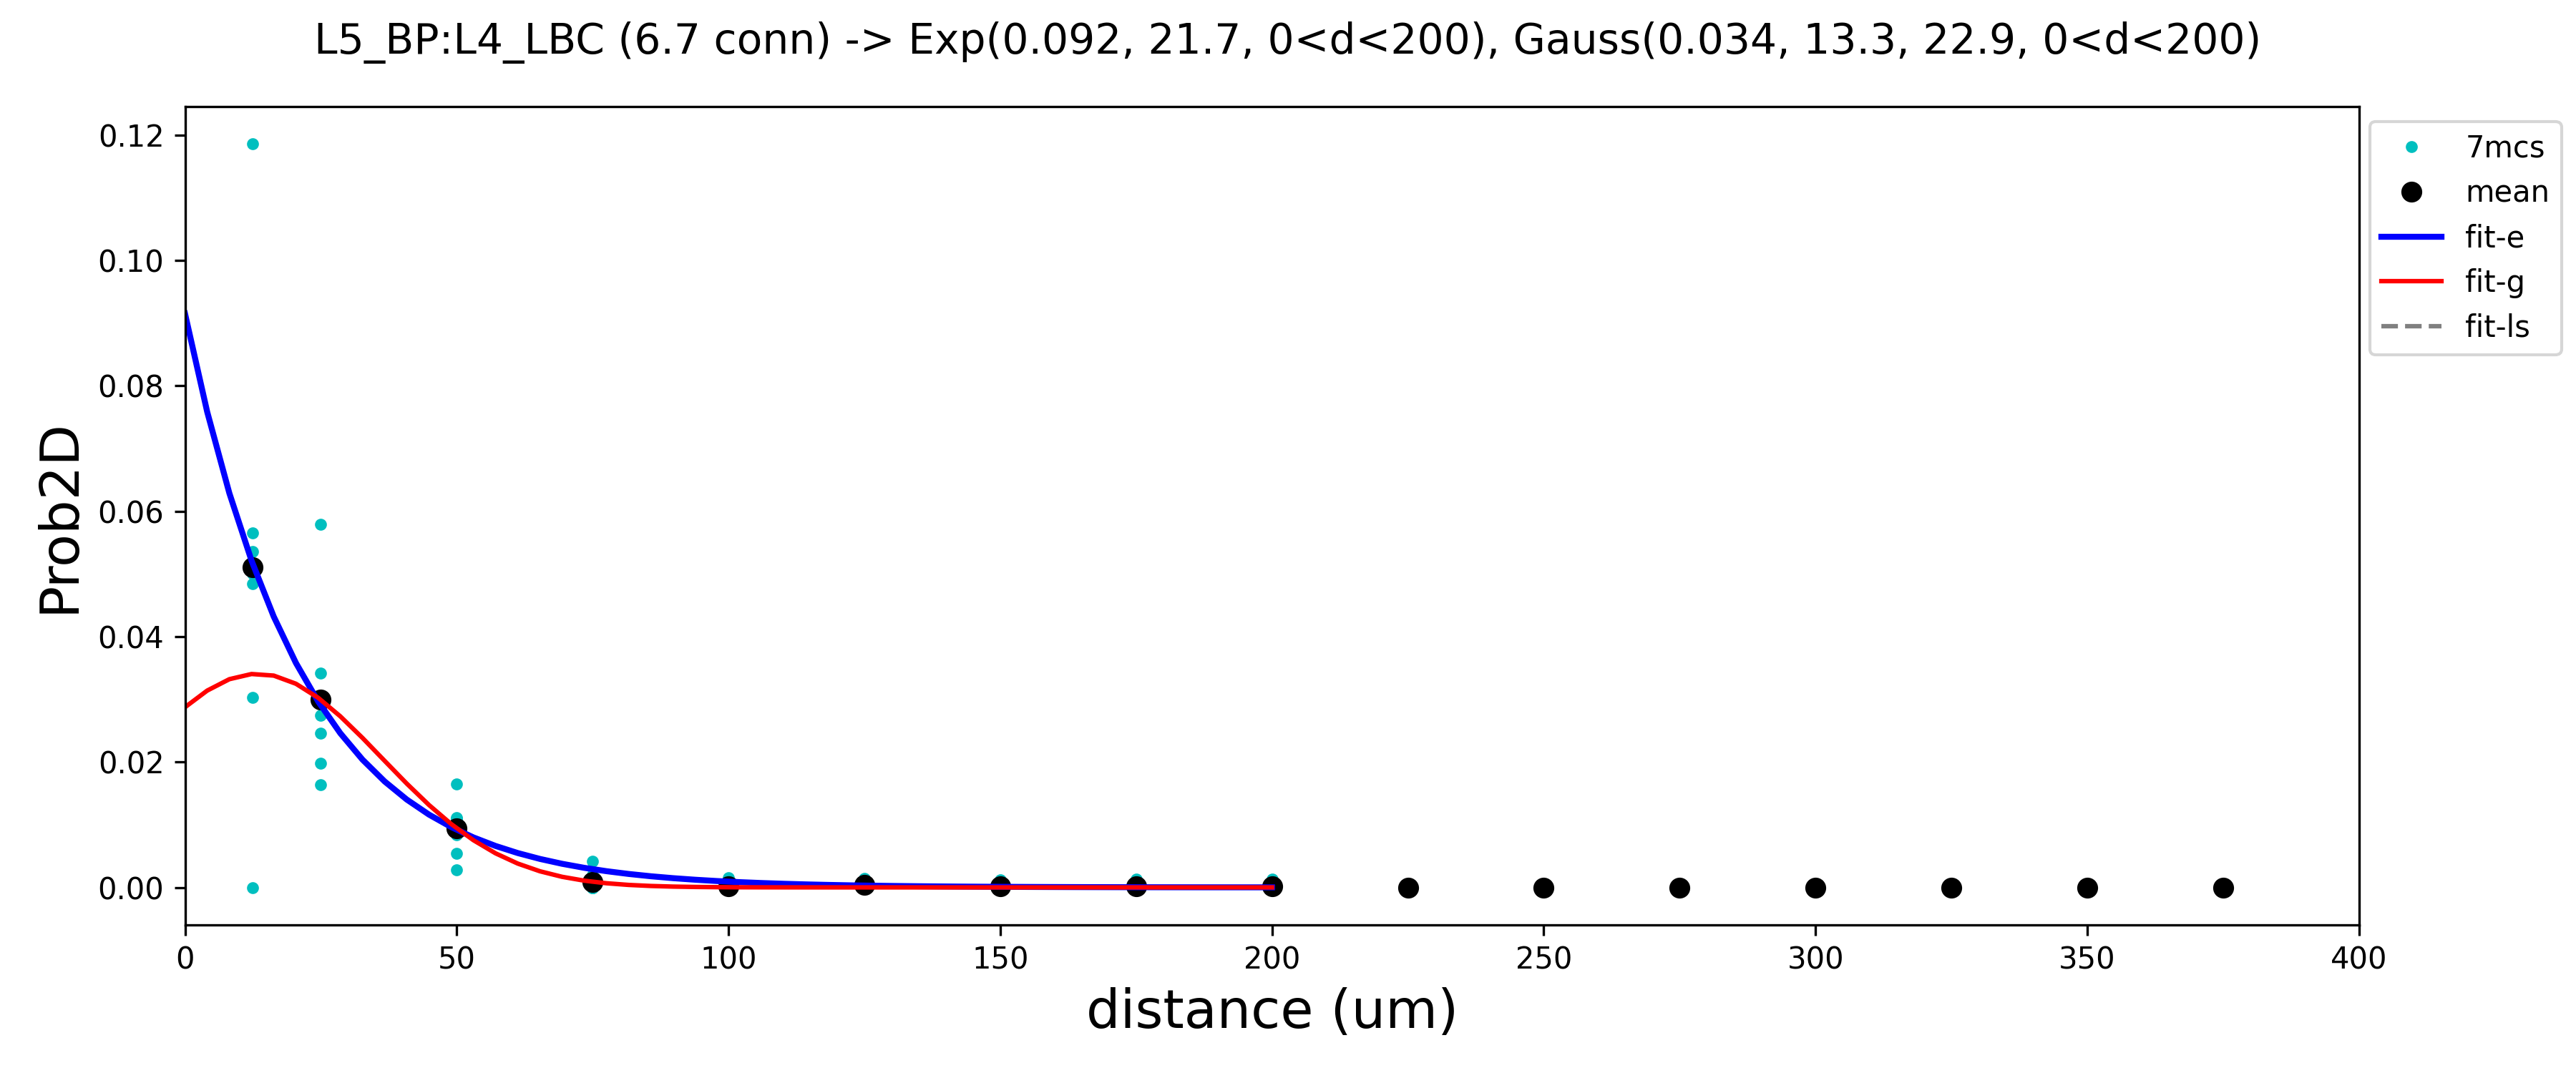 L5_BP:L4_LBC (6.7 conn) -> Exp(0.092, 21.7, 0<d<200), Gauss(0.034, 13.3, 22.9, 0<d<200)
0.12
0.10
0.08
0.06
0.04
0.02
0.00
Prob2D
0 50 100 150 200 250 300 350 400
distance (um)
7mcs
mean
fit-e
fit-g
fit-ls